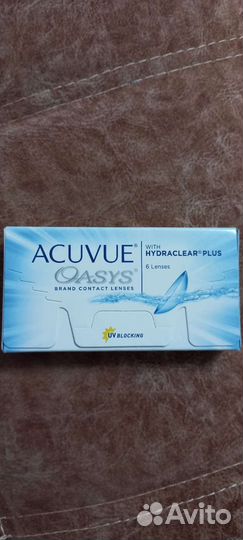 ACUVUE®
OASYS®
BRAND CONTACT LENSES
WITH
HYDRACLEAR® PLUS
6 Lenses
UV BLOCKING
Avito